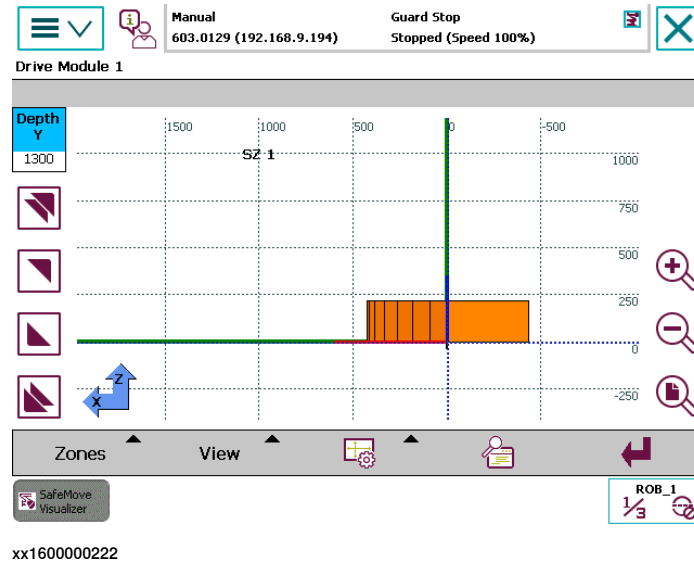 Manual
Guard Stop
603.0129 (192.168.9.194)
Stopped (Speed 100%)
Drive Module 1
Depth
Y
1300
1500
1000
500
0
-500
SZ 1
1000
750
500
250
0
-250
Z
X
Zones
View
SafeMove
Visualizer
ROB_1
1/3
xx1600000222